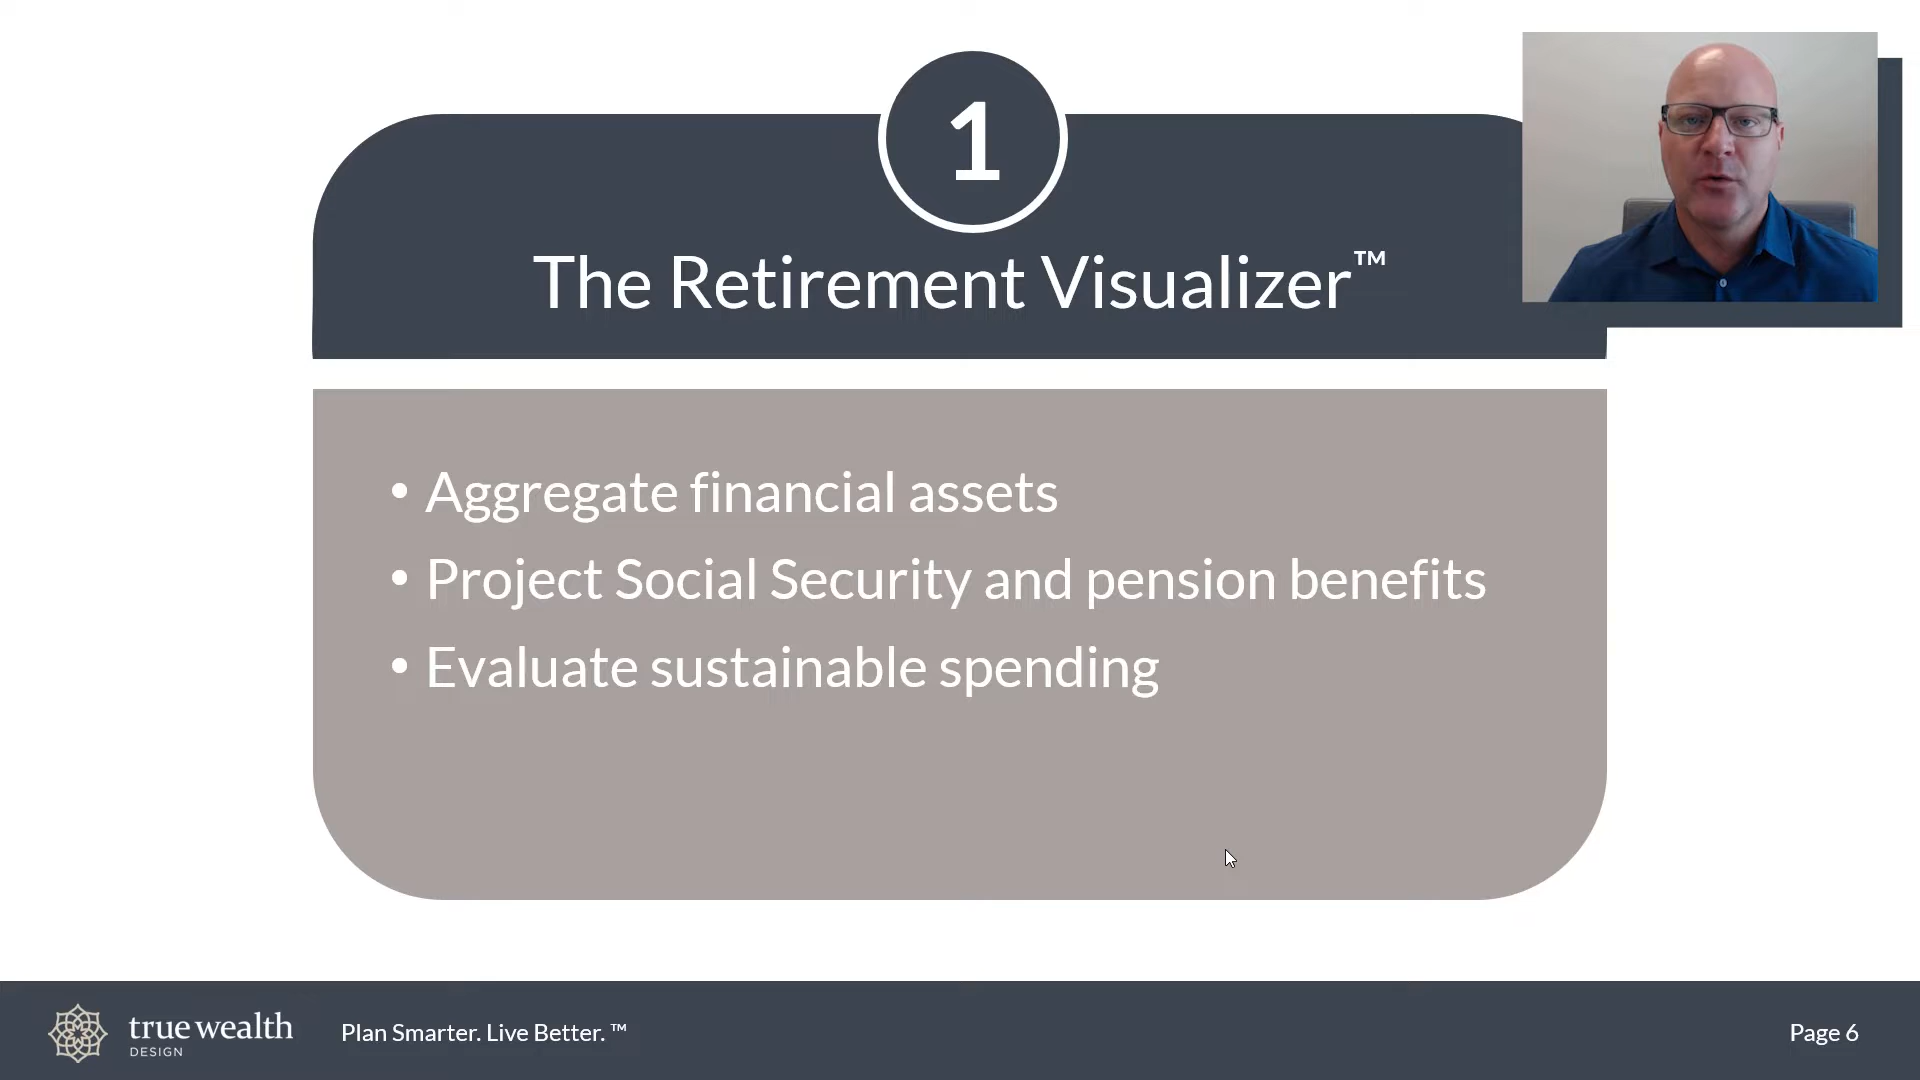 1
The Retirement Visualizer™
• Aggregate financial assets
• Project Social Security and pension benefits
• Evaluate sustainable spending
true wealth
DESIGN
Plan Smarter. Live Better. ™
Page 6